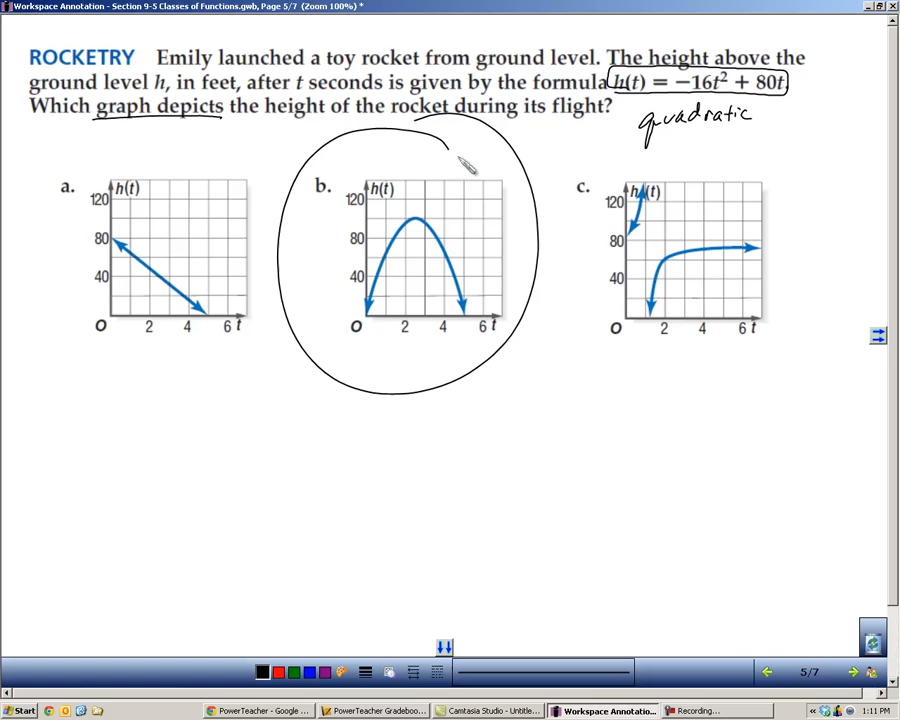 Workspace Annotation - Section 9-5 Classes of Functions.gwb, Page 5/7 (Zoom 100%) *
ROCKETRY Emily launched a toy rocket from ground level. The height above the
ground level h, in feet, after t seconds is given by the formula h(t) = −16t² + 80t.
Which graph depicts the height of the rocket during its flight?
quadratic
a.
h(t)
120
80
40
O 2 4 6 t
b.
h(t)
120
80
40
O 2 4 6 t
c.
h(t)
120
80
40
O 2 4 6 t
5/7
Start PowerTeacher - Google ... PowerTeacher Gradeboo... Camtasia Studio - Untitle... Workspace Annotatio... Recording... 1:11 PM